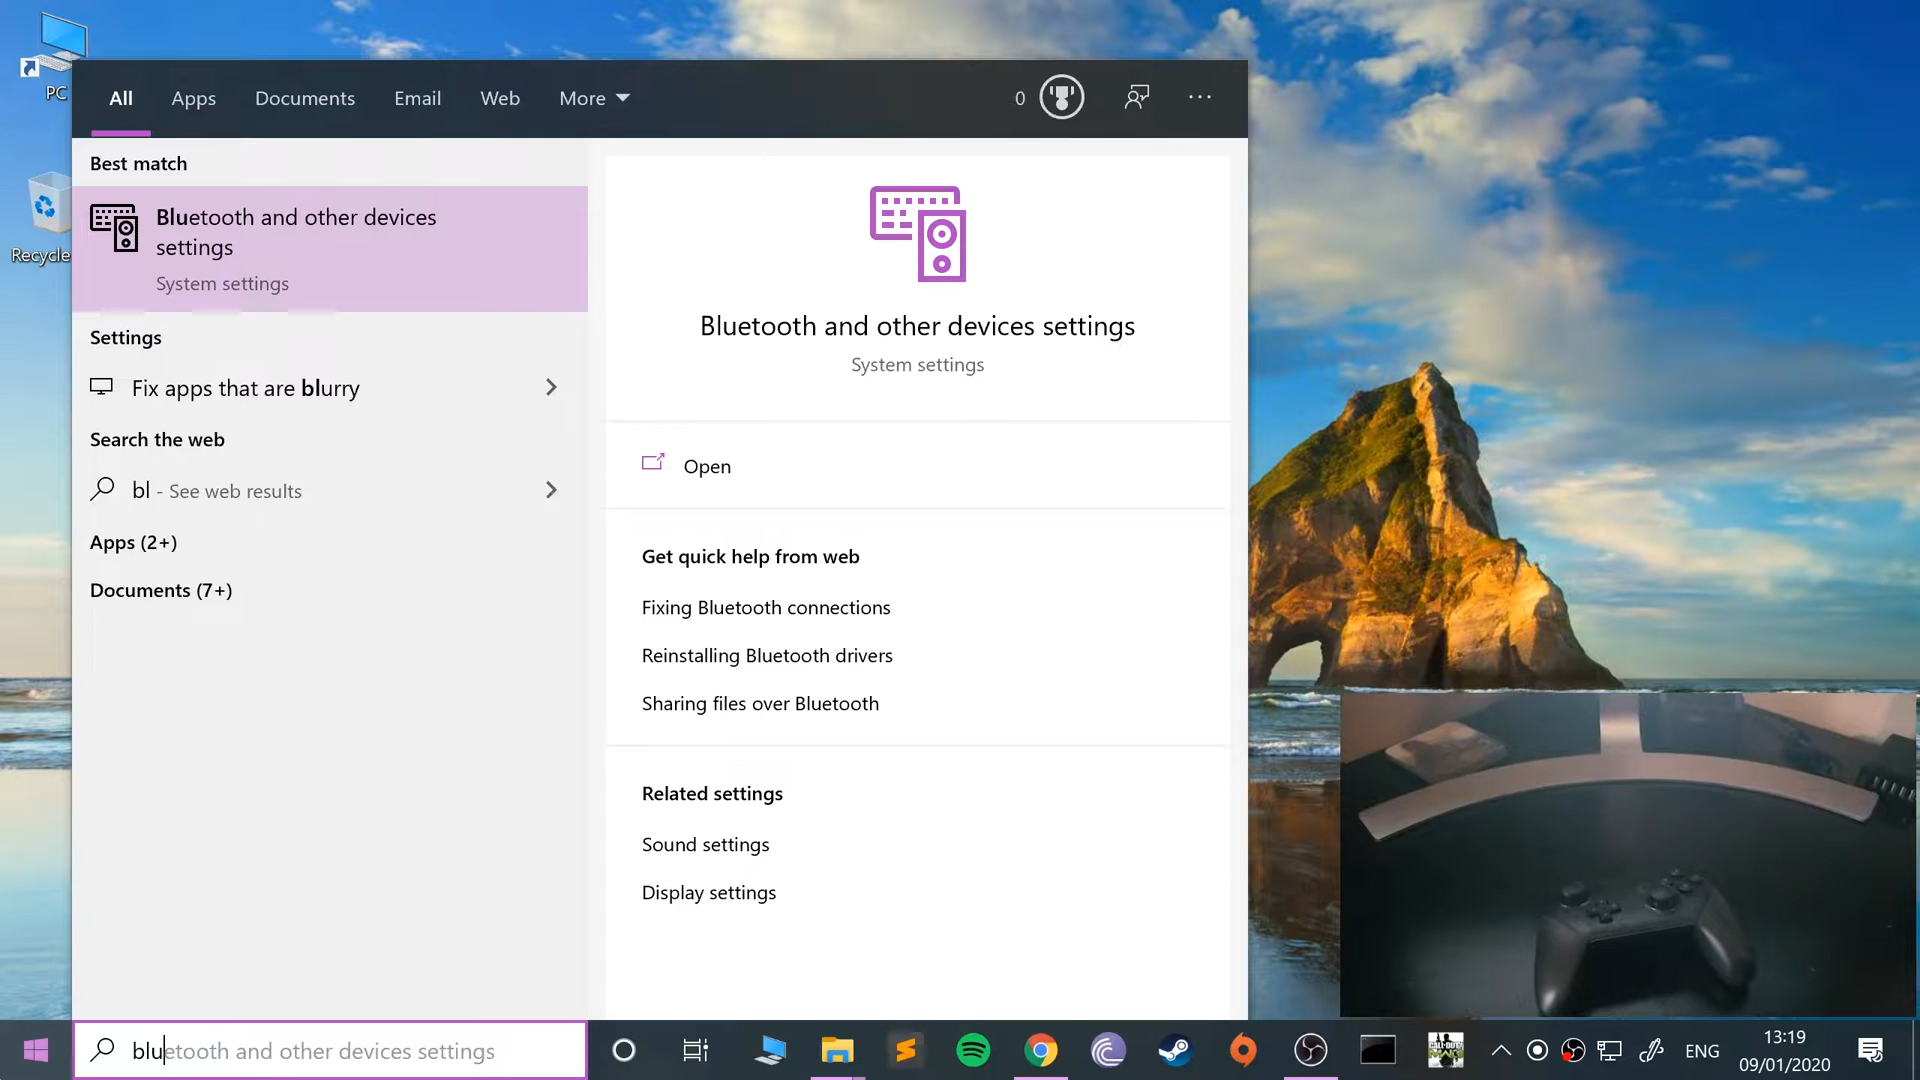 PC
Recycle
All
Apps
Documents
Email
Web
More
0
Best match
Bluetooth and other devices
settings
System settings
Settings
Fix apps that are blurry
Search the web
bl - See web results
Apps (2+)
Documents (7+)
Bluetooth and other devices settings
System settings
Open
Get quick help from web
Fixing Bluetooth connections
Reinstalling Bluetooth drivers
Sharing files over Bluetooth
Related settings
Sound settings
Display settings
bluetooth and other devices settings
ENG
13:19
09/01/2020